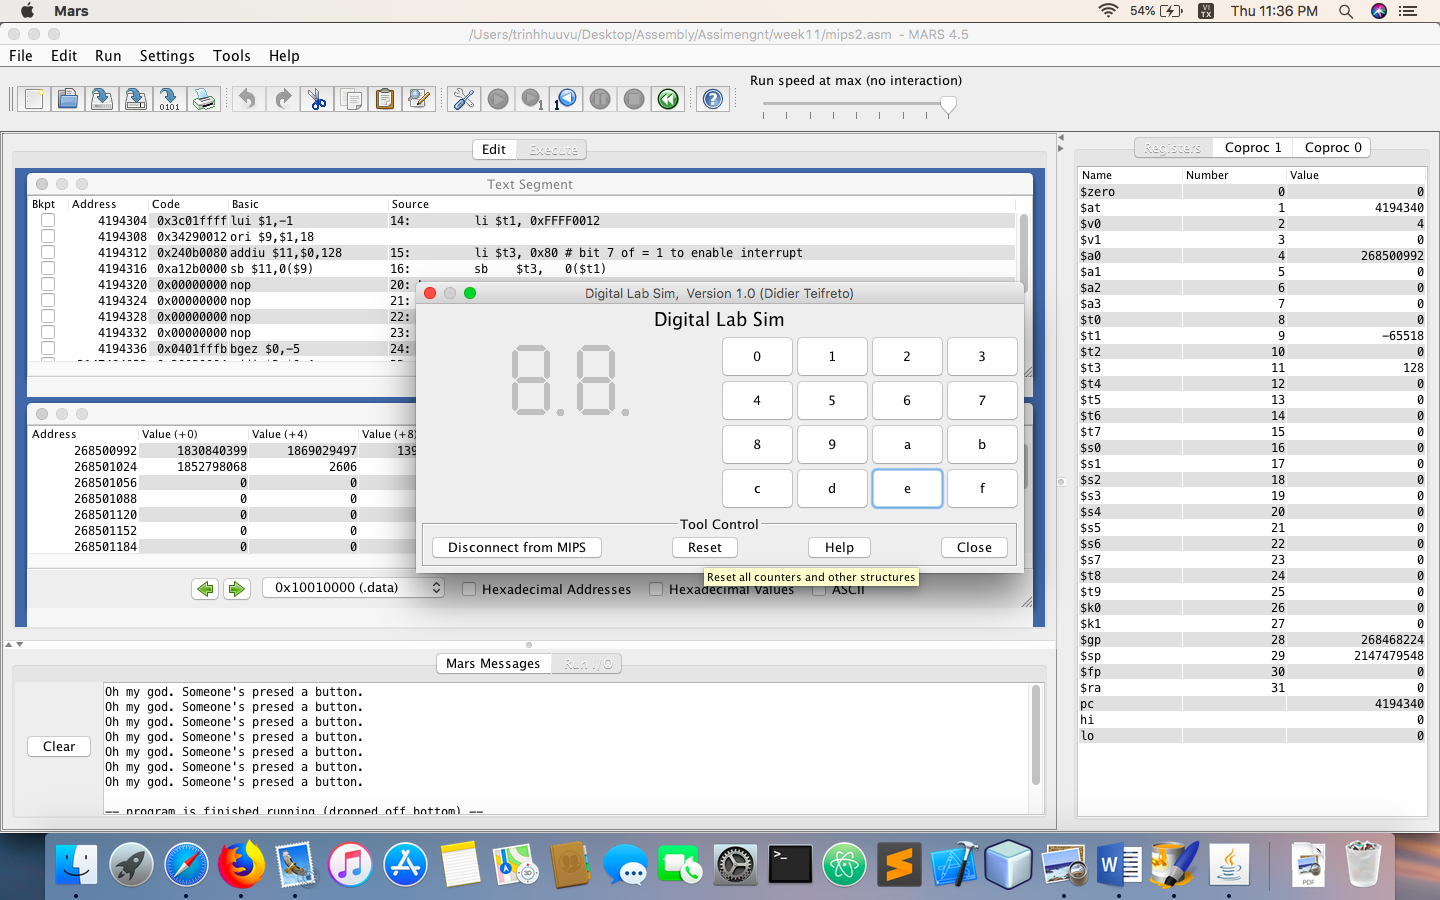 Mars
54%
VI
TX
Thu 11:36 PM
/Users/trinhhuuvu/Desktop/Assembly/Assimengnt/week11/mips2.asm - MARS 4.5
File Edit Run Settings Tools Help
Run speed at max (no interaction)
Edit Execute
Text Segment
Bkpt Address Code Basic Source
4194304 0x3c01ffff lui $1,-1 14: li $t1, 0xFFFF0012
4194308 0x34290012 ori $9,$1,18
4194312 0x240b0080 addiu $11,$0,128 15: li $t3, 0x80 # bit 7 of = 1 to enable interrupt
4194316 0xa12b0000 sb $11,0($9) 16: sb $t3, 0($t1)
4194320 0x00000000 nop 20:
4194324 0x00000000 nop 21:
4194328 0x00000000 nop 22:
4194332 0x00000000 nop 23:
4194336 0x0401fffb bgez $0,-5 24:
Digital Lab Sim, Version 1.0 (Didier Teifreto)
Digital Lab Sim
0 1 2 3
4 5 6 7
8 9 a b
c d e f
Tool Control
Disconnect from MIPS Reset Help Close
Reset all counters and other structures
Address Value (+0) Value (+4) Value (+8)
268500992 1830840399 1869029497 139
268501024 1852798068 2606
268501056 0 0
268501088 0 0
268501120 0 0
268501152 0 0
268501184 0 0
0x10010000 (.data) Hexadecimal Addresses Hexadecimal Values ASCII
Mars Messages Run I/O
Clear
Oh my god. Someone's presed a button.
Oh my god. Someone's presed a button.
Oh my god. Someone's presed a button.
Oh my god. Someone's presed a button.
Oh my god. Someone's presed a button.
Oh my god. Someone's presed a button.
Oh my god. Someone's presed a button.
-- program is finished running (dropped off bottom) --
Registers Coproc 1 Coproc 0
Name Number Value
$zero 0 0
$at 1 4194340
$v0 2 4
$v1 3 0
$a0 4 268500992
$a1 5 0
$a2 6 0
$a3 7 0
$t0 8 0
$t1 9 -65518
$t2 10 0
$t3 11 128
$t4 12 0
$t5 13 0
$t6 14 0
$t7 15 0
$s0 16 0
$s1 17 0
$s2 18 0
$s3 19 0
$s4 20 0
$s5 21 0
$s6 22 0
$s7 23 0
$t8 24 0
$t9 25 0
$k0 26 0
$k1 27 0
$gp 28 268468224
$sp 29 2147479548
$fp 30 0
$ra 31 0
pc 4194340
hi 0
lo 0